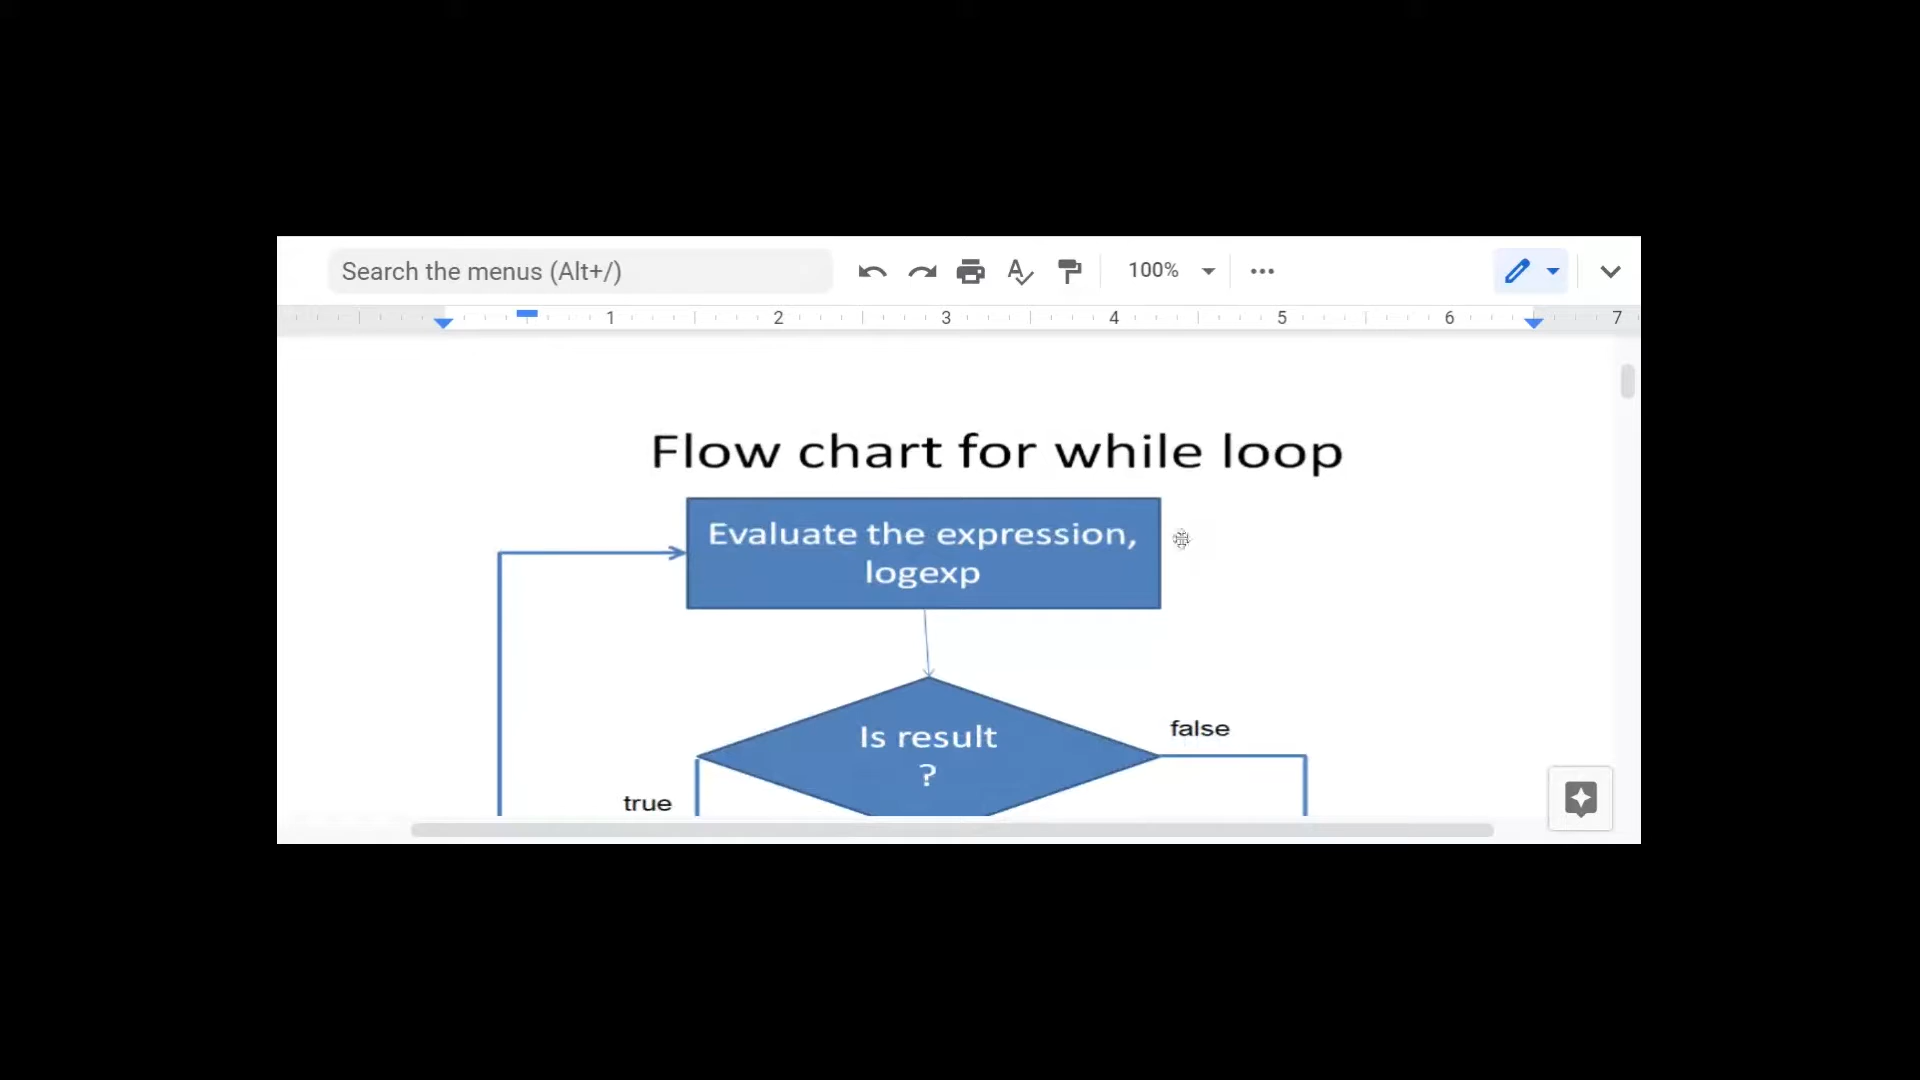 Search the menus (Alt+/)
100%
1 2 3 4 5 6 7
Flow chart for while loop
Evaluate the expression,
logexp
Is result
?
false
true